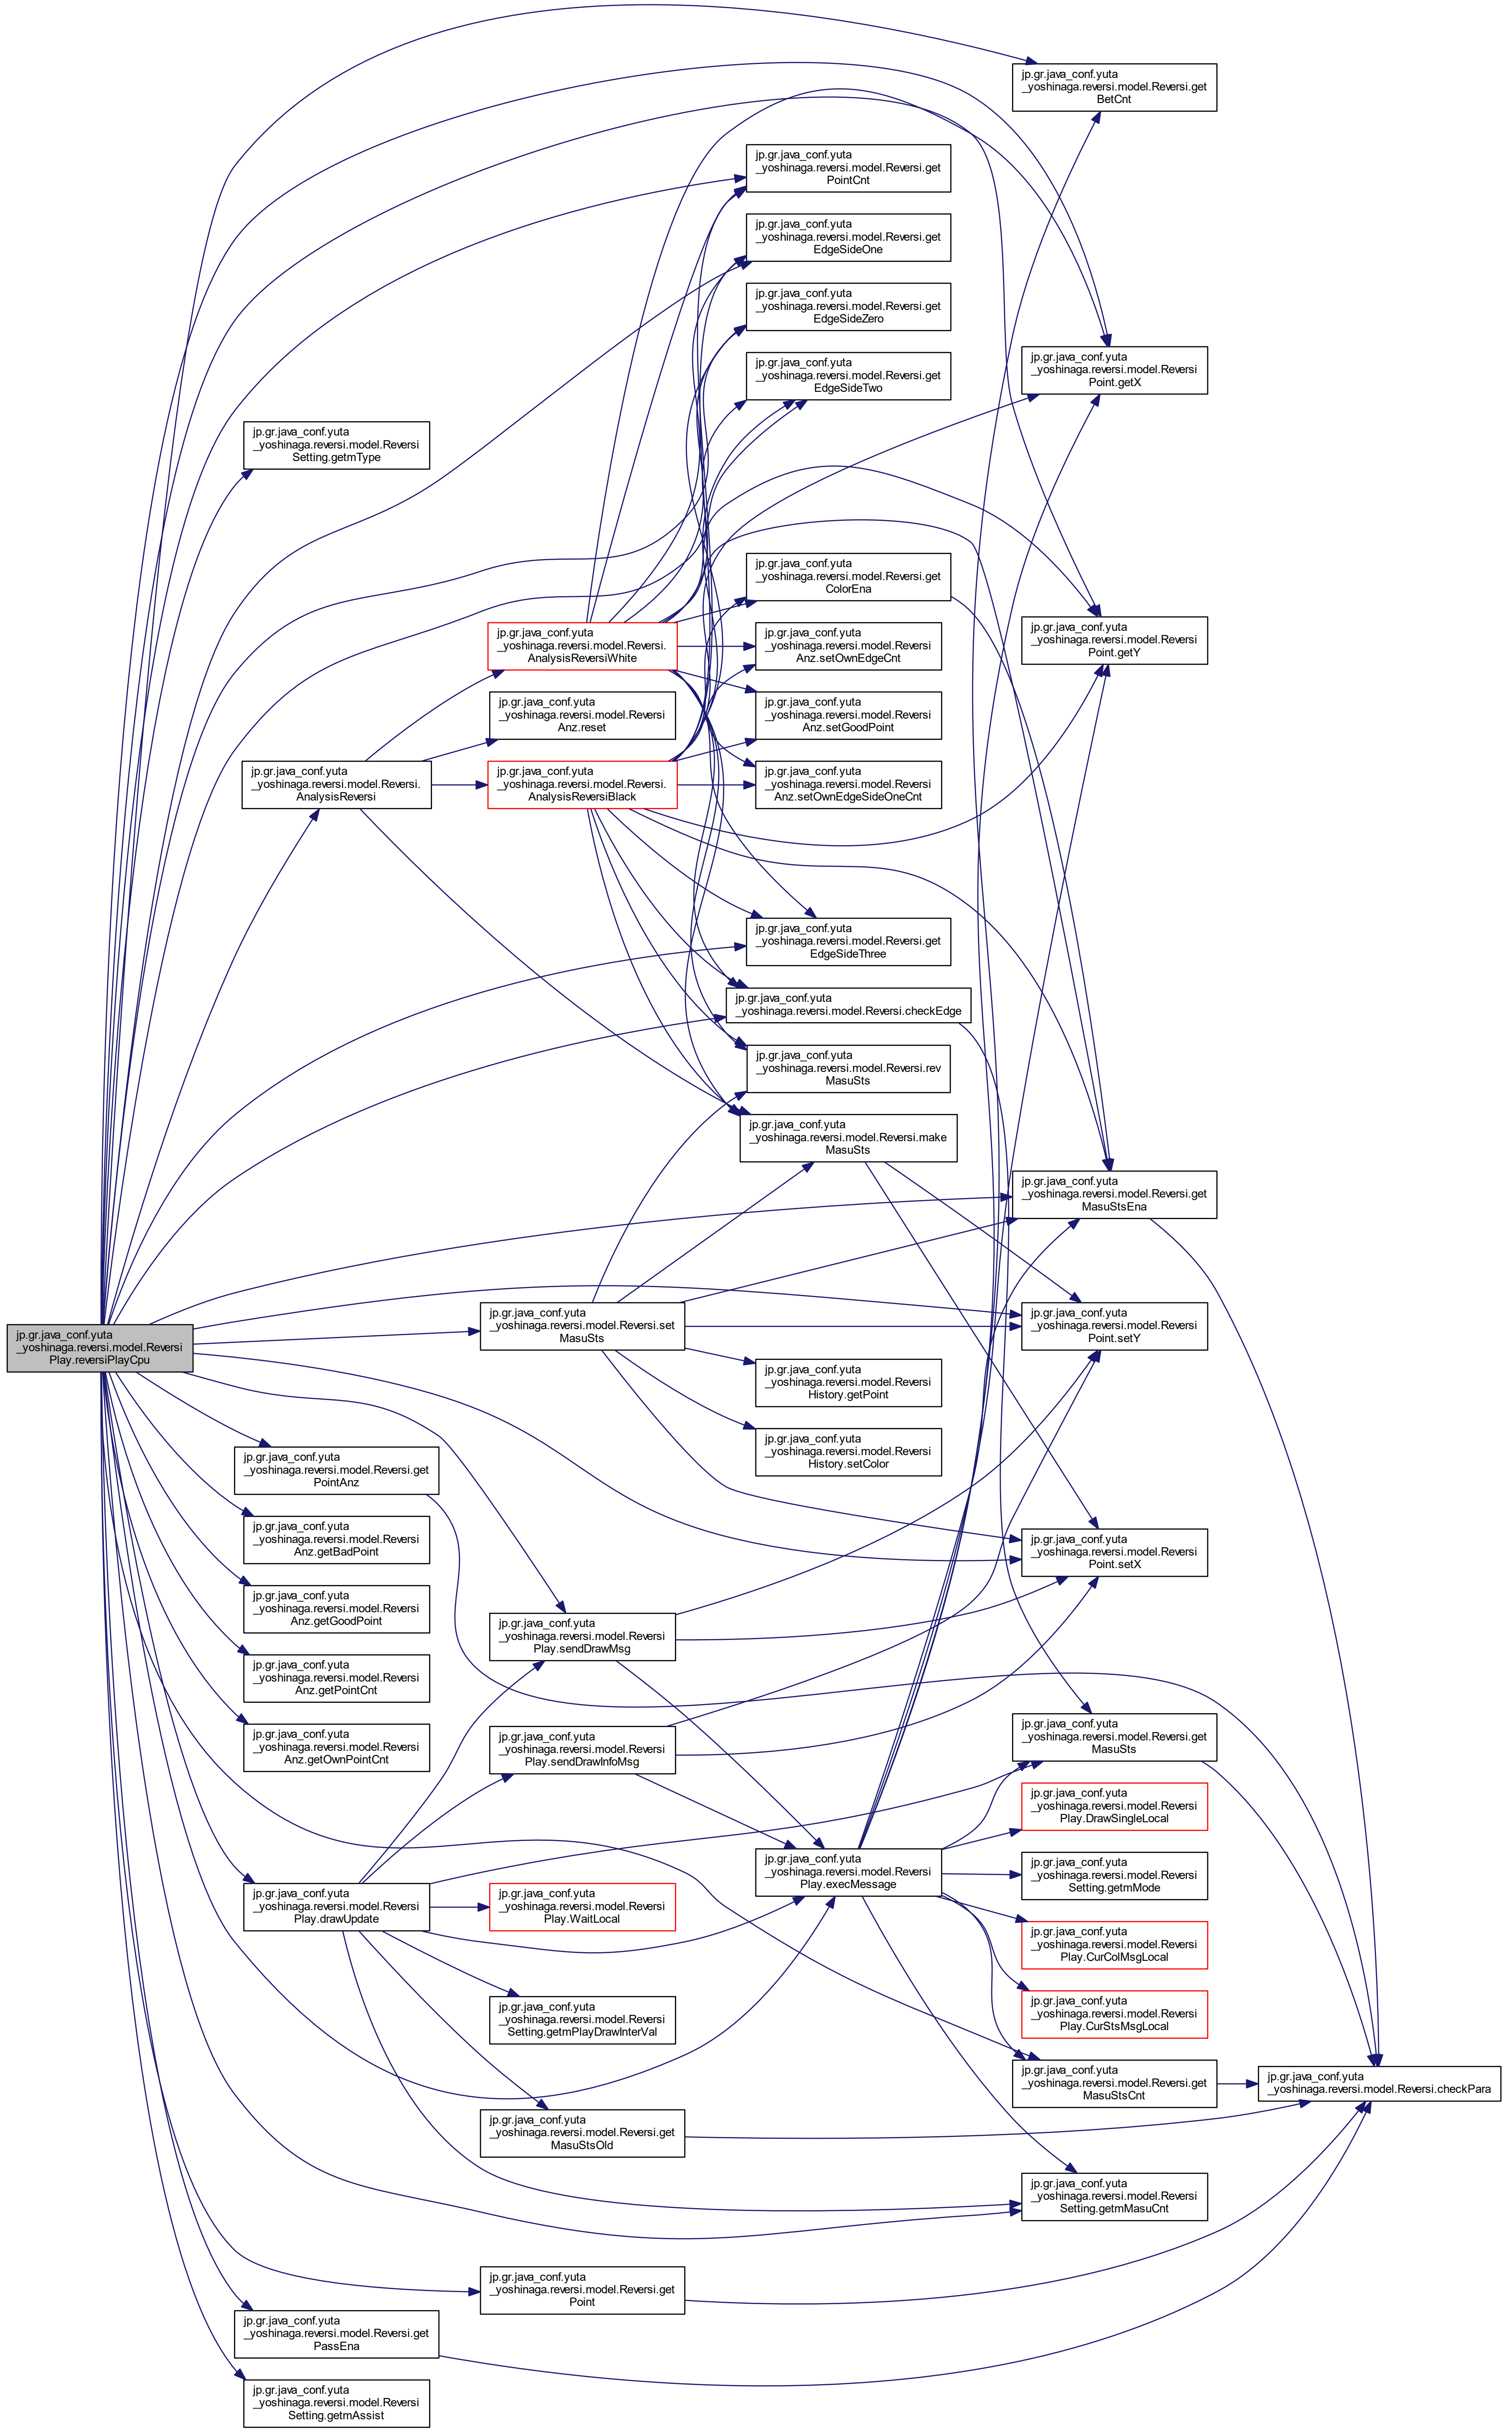 jp.gr.java_conf.yuta
_yoshinaga.reversi.model.Reversi.get
BetCnt
jp.gr.java_conf.yuta
_yoshinaga.reversi.model.Reversi.get
PointCnt
jp.gr.java_conf.yuta
_yoshinaga.reversi.model.Reversi.get
EdgeSideOne
jp.gr.java_conf.yuta
_yoshinaga.reversi.model.Reversi.get
EdgeSideZero
jp.gr.java_conf.yuta
_yoshinaga.reversi.model.Reversi
Point.getX
jp.gr.java_conf.yuta
_yoshinaga.reversi.model.Reversi.get
EdgeSideTwo
jp.gr.java_conf.yuta
_yoshinaga.reversi.model.Reversi
Setting.getmType
jp.gr.java_conf.yuta
_yoshinaga.reversi.model.Reversi.get
ColorEna
jp.gr.java_conf.yuta
_yoshinaga.reversi.model.Reversi
Point.getY
jp.gr.java_conf.yuta
_yoshinaga.reversi.model.Reversi.
AnalysisReversiWhite
jp.gr.java_conf.yuta
_yoshinaga.reversi.model.Reversi
Anz.setOwnEdgeCnt
jp.gr.java_conf.yuta
_yoshinaga.reversi.model.Reversi
Anz.reset
jp.gr.java_conf.yuta
_yoshinaga.reversi.model.Reversi
Anz.setGoodPoint
jp.gr.java_conf.yuta
_yoshinaga.reversi.model.Reversi.
AnalysisReversi
jp.gr.java_conf.yuta
_yoshinaga.reversi.model.Reversi.
AnalysisReversiBlack
jp.gr.java_conf.yuta
_yoshinaga.reversi.model.Reversi
Anz.setOwnEdgeSideOneCnt
jp.gr.java_conf.yuta
_yoshinaga.reversi.model.Reversi.get
EdgeSideThree
jp.gr.java_conf.yuta
_yoshinaga.reversi.model.Reversi.checkEdge
jp.gr.java_conf.yuta
_yoshinaga.reversi.model.Reversi.rev
MasuSts
jp.gr.java_conf.yuta
_yoshinaga.reversi.model.Reversi.make
MasuSts
jp.gr.java_conf.yuta
_yoshinaga.reversi.model.Reversi.get
MasuStsEna
jp.gr.java_conf.yuta
_yoshinaga.reversi.model.Reversi
Play.reversiPlayCpu
jp.gr.java_conf.yuta
_yoshinaga.reversi.model.Reversi.set
MasuSts
jp.gr.java_conf.yuta
_yoshinaga.reversi.model.Reversi
Point.setY
jp.gr.java_conf.yuta
_yoshinaga.reversi.model.Reversi
History.getPoint
jp.gr.java_conf.yuta
_yoshinaga.reversi.model.Reversi
History.setColor
jp.gr.java_conf.yuta
_yoshinaga.reversi.model.Reversi.get
PointAnz
jp.gr.java_conf.yuta
_yoshinaga.reversi.model.Reversi
Anz.getBadPoint
jp.gr.java_conf.yuta
_yoshinaga.reversi.model.Reversi
Point.setX
jp.gr.java_conf.yuta
_yoshinaga.reversi.model.Reversi
Anz.getGoodPoint
jp.gr.java_conf.yuta
_yoshinaga.reversi.model.Reversi
Play.sendDrawMsg
jp.gr.java_conf.yuta
_yoshinaga.reversi.model.Reversi
Anz.getPointCnt
jp.gr.java_conf.yuta
_yoshinaga.reversi.model.Reversi
Anz.getOwnPointCnt
jp.gr.java_conf.yuta
_yoshinaga.reversi.model.Reversi
Play.sendDrawInfoMsg
jp.gr.java_conf.yuta
_yoshinaga.reversi.model.Reversi.get
MasuSts
jp.gr.java_conf.yuta
_yoshinaga.reversi.model.Reversi
Play.DrawSingleLocal
jp.gr.java_conf.yuta
_yoshinaga.reversi.model.Reversi
Play.execMessage
jp.gr.java_conf.yuta
_yoshinaga.reversi.model.Reversi
Setting.getmMode
jp.gr.java_conf.yuta
_yoshinaga.reversi.model.Reversi
Play.drawUpdate
jp.gr.java_conf.yuta
_yoshinaga.reversi.model.Reversi
Play.WaitLocal
jp.gr.java_conf.yuta
_yoshinaga.reversi.model.Reversi
Play.CurColMsgLocal
jp.gr.java_conf.yuta
_yoshinaga.reversi.model.Reversi
Setting.getmPlayDrawInterVal
jp.gr.java_conf.yuta
_yoshinaga.reversi.model.Reversi
Play.CurStsMsgLocal
jp.gr.java_conf.yuta
_yoshinaga.reversi.model.Reversi.get
MasuStsCnt
jp.gr.java_conf.yuta
_yoshinaga.reversi.model.Reversi.checkPara
jp.gr.java_conf.yuta
_yoshinaga.reversi.model.Reversi.get
MasuStsOld
jp.gr.java_conf.yuta
_yoshinaga.reversi.model.Reversi
Setting.getmMasuCnt
jp.gr.java_conf.yuta
_yoshinaga.reversi.model.Reversi.get
Point
jp.gr.java_conf.yuta
_yoshinaga.reversi.model.Reversi.get
PassEna
jp.gr.java_conf.yuta
_yoshinaga.reversi.model.Reversi
Setting.getmAssist